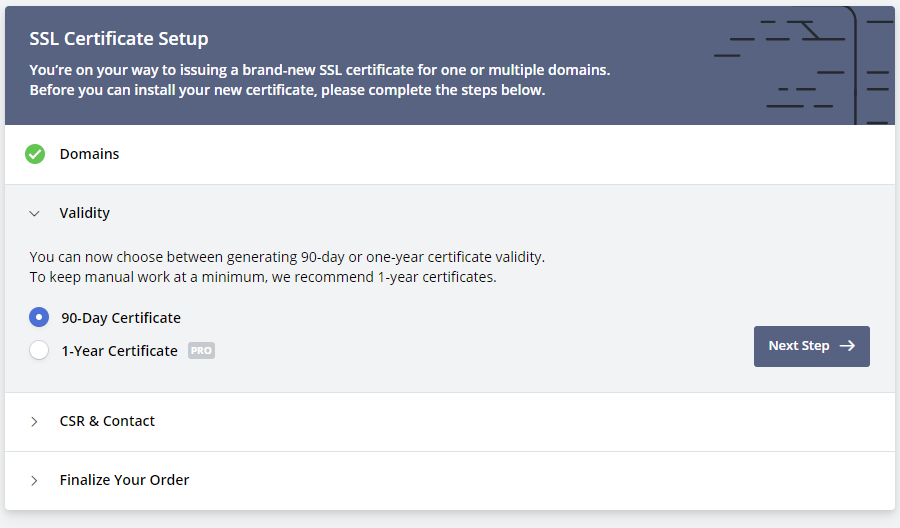 SSL Certificate Setup
You're on your way to issuing a brand-new SSL certificate for one or multiple domains.
Before you can install your new certificate, please complete the steps below.
Domains
Validity
You can now choose between generating 90-day or one-year certificate validity.
To keep manual work at a minimum, we recommend 1-year certificates.
90-Day Certificate
1-Year Certificate PRO
Next Step
CSR & Contact
Finalize Your Order